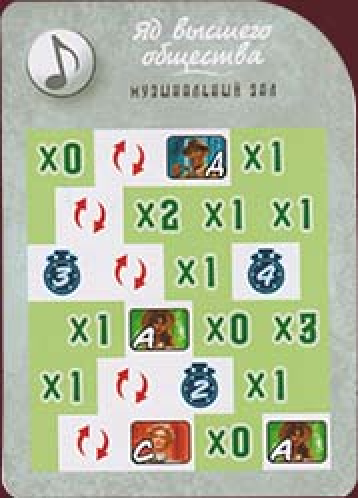 Яд высшего
общества
МУЗЫКАЛЬНЫЙ ЗАЛ
X0 A X1
X2 X1 X1
3 X1 4
X1 A X0 X3
X1 2 X1
C X0 A